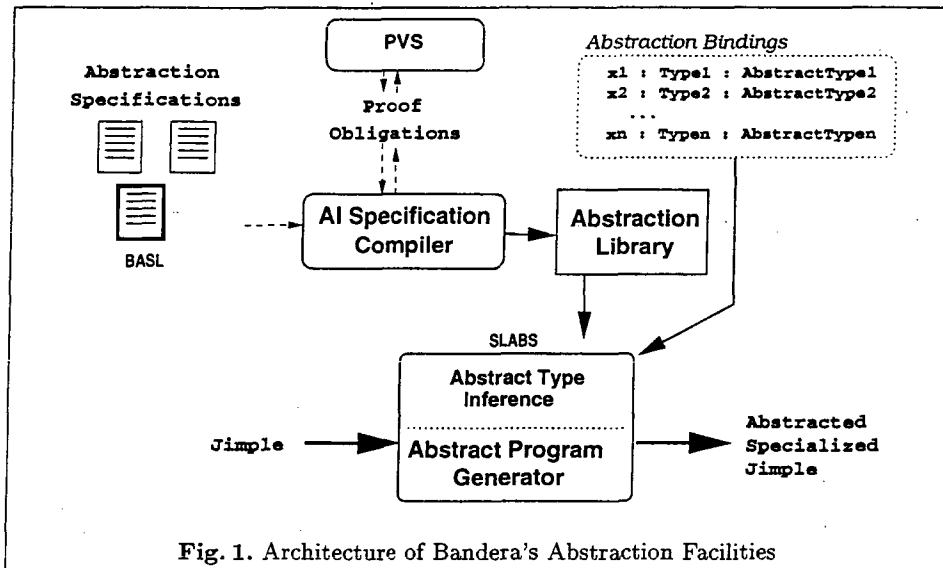 PVS
Abstraction
Specifications
Proof
Obligations
Abstraction Bindings
x1 : Type1 : AbstractType1
x2 : Type2 : AbstractType2
...
xn : Typen : AbstractTypen
BASL
AI Specification
Compiler
Abstraction
Library
SLABS
Abstract Type
Inference
Jimple
Abstract Program
Generator
Abstracted
Specialized
Jimple
Fig. 1. Architecture of Bandera's Abstraction Facilities